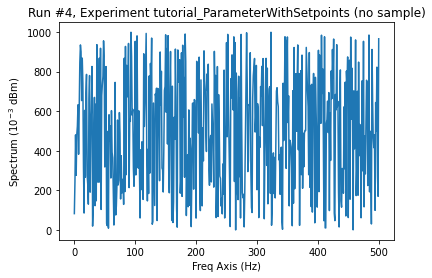 Run #4, Experiment tutorial_ParameterWithSetpoints (no sample)
1000
800
600
400
200
0
Spectrum (10⁻³ dBm)
0 100 200 300 400 500
Freq Axis (Hz)